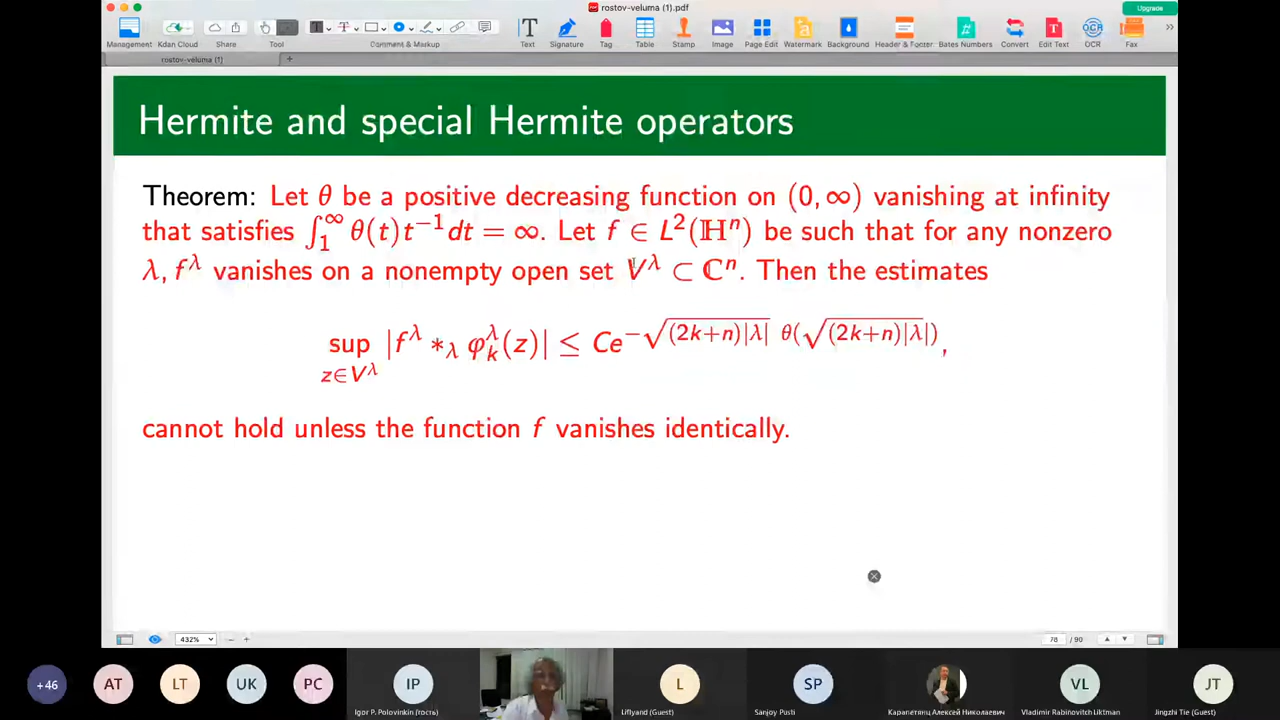 rostov-veluma (1).pdf
Upgrade
Management Kdan Cloud Share Tool Comment & Markup Text Signature Tag Table Stamp Image Page Edit Watermark Background Header & Footer Bates Numbers Convert Edit Text OCR Fax
rostov-veluma (1)
Hermite and special Hermite operators
Theorem: Let θ be a positive decreasing function on (0, ∞) vanishing at infinity
that satisfies ∫₁^∞ θ(t)t⁻¹dt = ∞. Let f ∈ L²(ℍⁿ) be such that for any nonzero
λ, f^λ vanishes on a nonempty open set V^λ ⊂ ℂⁿ. Then the estimates
sup_{z∈V^λ} |f^λ *_λ φ_k^λ(z)| ≤ Ce^{−√((2k+n)|λ|) θ(√((2k+n)|λ|))},
cannot hold unless the function f vanishes identically.
432%
78 / 90
+46 AT LT UK PC IP L SP VL JT
Igor P. Polovinkin (гость) Liflyand (Guest) Sanjoy Pusti Карапетянц Алексей Николаевич Vladimir Rabinovitch Liktman Jingzhi Tie (Guest)